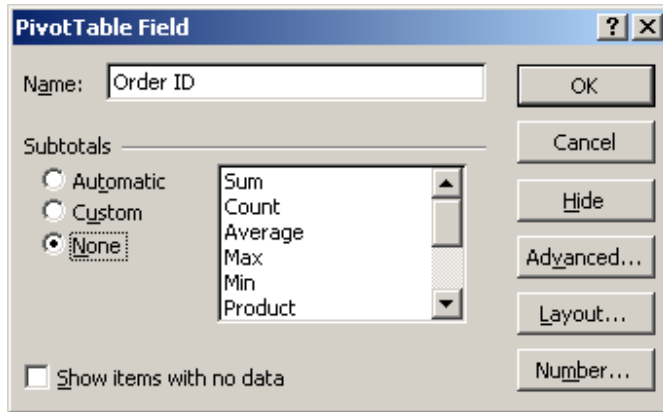 PivotTable Field
Name: Order ID
OK
Subtotals
Cancel
Automatic
Custom
None
Sum
Count
Average
Max
Min
Product
Hide
Advanced...
Layout...
Show items with no data
Number...